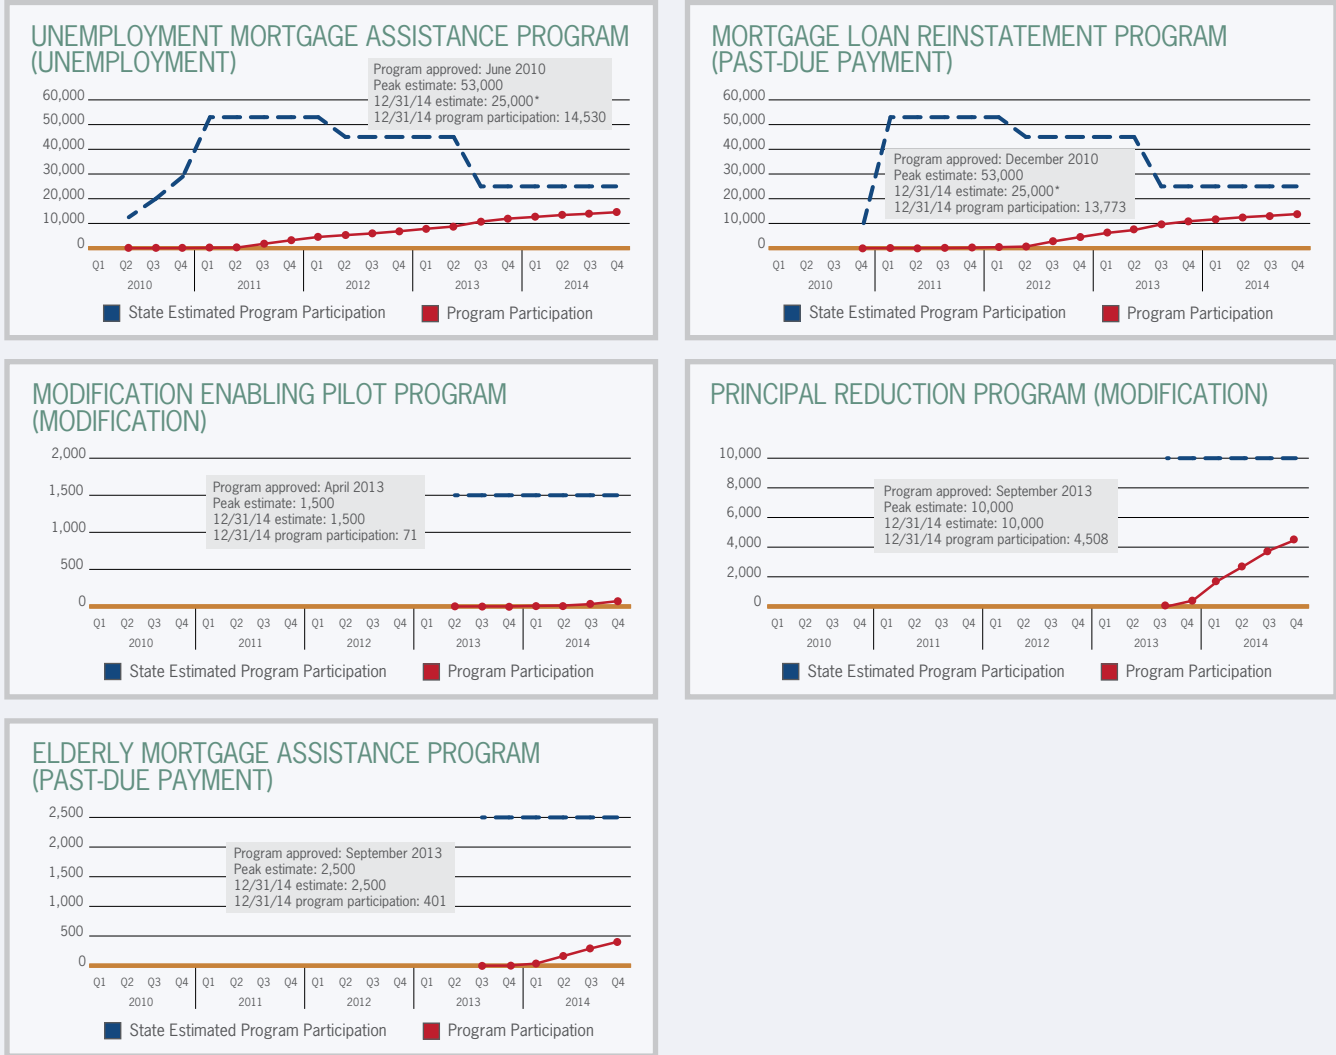 UNEMPLOYMENT MORTGAGE ASSISTANCE PROGRAM
(UNEMPLOYMENT)
Program approved: June 2010
Peak estimate: 53,000
12/31/14 estimate: 25,000*
12/31/14 program participation: 14,530
60,000
50,000
40,000
30,000
20,000
10,000
0
Q1 Q2 Q3 Q4 Q1 Q2 Q3 Q4 Q1 Q2 Q3 Q4 Q1 Q2 Q3 Q4 Q1 Q2 Q3 Q4
2010 2011 2012 2013 2014
State Estimated Program Participation Program Participation
MORTGAGE LOAN REINSTATEMENT PROGRAM
(PAST-DUE PAYMENT)
60,000
50,000
40,000
30,000
20,000
10,000
0
Program approved: December 2010
Peak estimate: 53,000
12/31/14 estimate: 25,000*
12/31/14 program participation: 13,773
Q1 Q2 Q3 Q4 Q1 Q2 Q3 Q4 Q1 Q2 Q3 Q4 Q1 Q2 Q3 Q4 Q1 Q2 Q3 Q4
2010 2011 2012 2013 2014
State Estimated Program Participation Program Participation
MODIFICATION ENABLING PILOT PROGRAM
(MODIFICATION)
2,000
1,500
1,000
500
0
Program approved: April 2013
Peak estimate: 1,500
12/31/14 estimate: 1,500
12/31/14 program participation: 71
Q1 Q2 Q3 Q4 Q1 Q2 Q3 Q4 Q1 Q2 Q3 Q4 Q1 Q2 Q3 Q4 Q1 Q2 Q3 Q4
2010 2011 2012 2013 2014
State Estimated Program Participation Program Participation
PRINCIPAL REDUCTION PROGRAM (MODIFICATION)
10,000
8,000
6,000
4,000
2,000
0
Program approved: September 2013
Peak estimate: 10,000
12/31/14 estimate: 10,000
12/31/14 program participation: 4,508
Q1 Q2 Q3 Q4 Q1 Q2 Q3 Q4 Q1 Q2 Q3 Q4 Q1 Q2 Q3 Q4 Q1 Q2 Q3 Q4
2010 2011 2012 2013 2014
State Estimated Program Participation Program Participation
ELDERLY MORTGAGE ASSISTANCE PROGRAM
(PAST-DUE PAYMENT)
2,500
2,000
1,500
1,000
500
0
Program approved: September 2013
Peak estimate: 2,500
12/31/14 estimate: 2,500
12/31/14 program participation: 401
Q1 Q2 Q3 Q4 Q1 Q2 Q3 Q4 Q1 Q2 Q3 Q4 Q1 Q2 Q3 Q4 Q1 Q2 Q3 Q4
2010 2011 2012 2013 2014
State Estimated Program Participation Program Participation